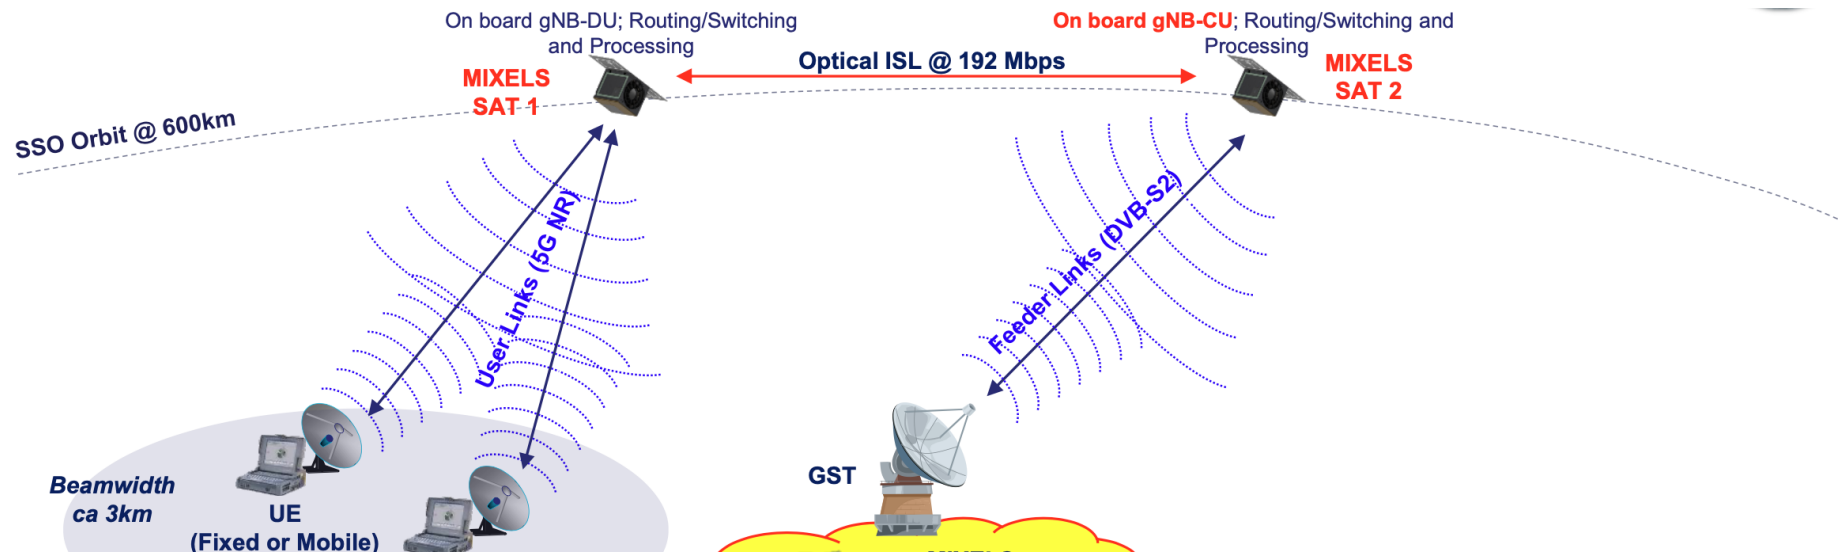 On board gNB-DU; Routing/Switching
and Processing
On board gNB-CU; Routing/Switching and
Processing
Optical ISL @ 192 Mbps
MIXELS
SAT 1
MIXELS
SAT 2
SSO Orbit @ 600km
User Links (5G NR)
Feeder Links (DVB-S2)
Beamwidth
ca 3km
UE
(Fixed or Mobile)
GST